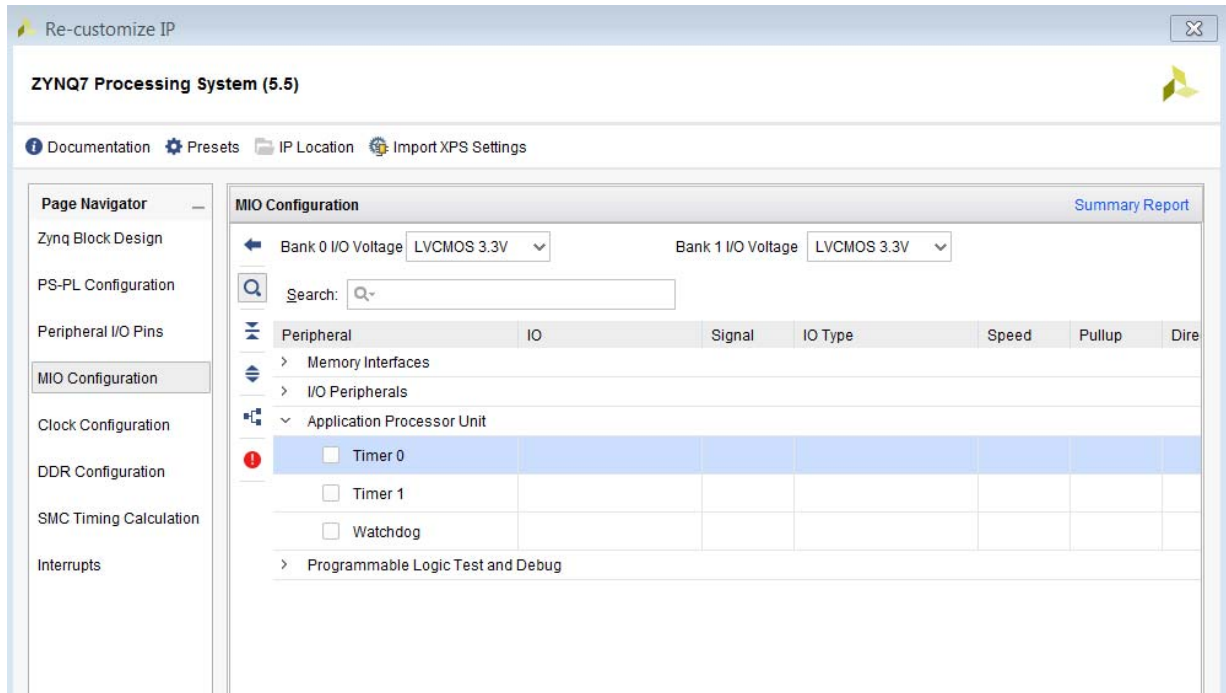 Re-customize IP
ZYNQ7 Processing System (5.5)
Documentation Presets IP Location Import XPS Settings
Page Navigator
Zynq Block Design
PS-PL Configuration
Peripheral I/O Pins
MIO Configuration
Clock Configuration
DDR Configuration
SMC Timing Calculation
Interrupts
MIO Configuration Summary Report
Bank 0 I/O Voltage LVCMOS 3.3V Bank 1 I/O Voltage LVCMOS 3.3V
Search:
Peripheral IO Signal IO Type Speed Pullup Dire
Memory Interfaces
I/O Peripherals
Application Processor Unit
Timer 0
Timer 1
Watchdog
Programmable Logic Test and Debug